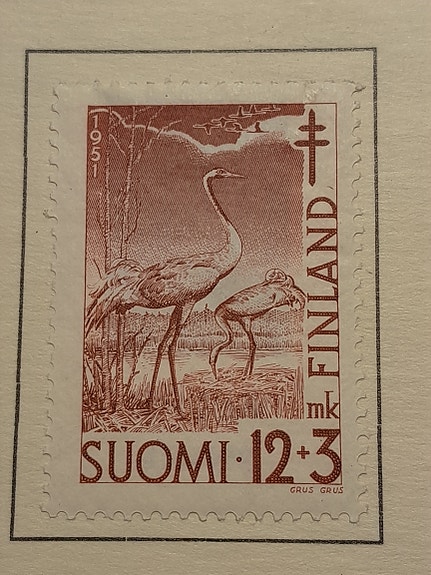 1951
FINLAND
mk
SUOMI · 12+3
GRUS GRUS